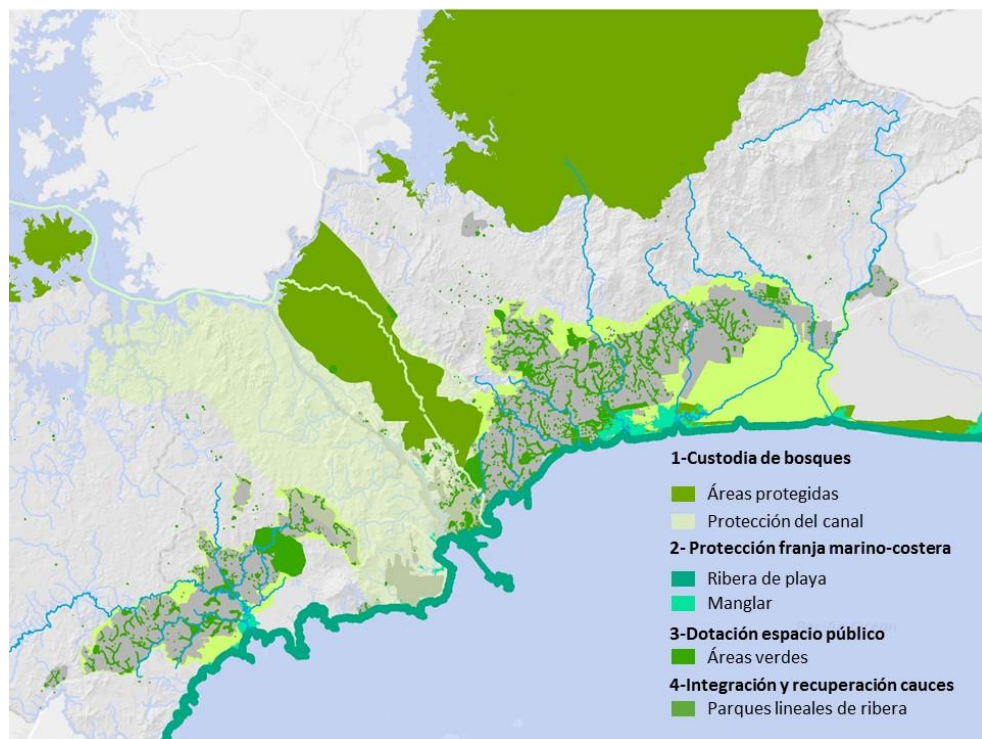 1-Custodia de bosques
Áreas protegidas
Protección del canal
2- Protección franja marino-costera
Ribera de playa
Manglar
3-Dotación espacio público
Áreas verdes
4-Integración y recuperación cauces
Parques lineales de ribera